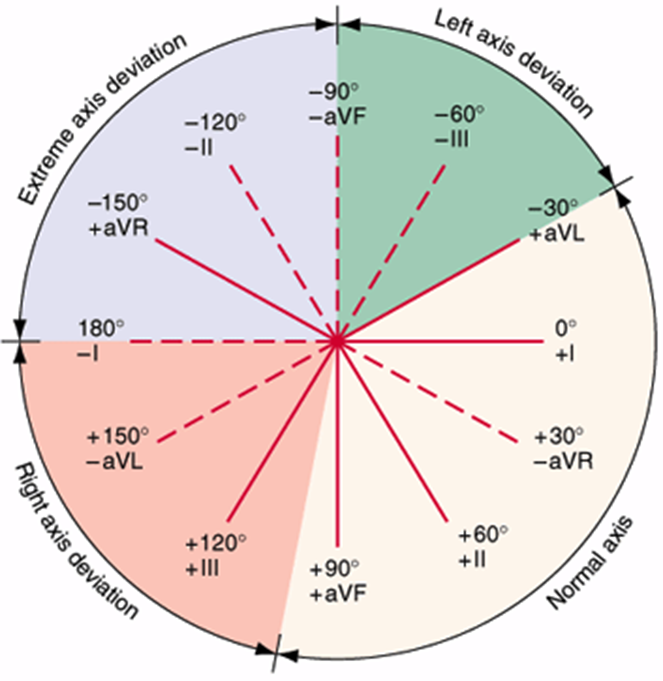 Extreme axis deviation
Left axis deviation
−90°
−aVF
−60°
−III
−120°
−II
−30°
+aVL
−150°
+aVR
0°
+I
180°
−I
+30°
−aVR
+150°
−aVL
+60°
+II
+120°
+III
+90°
+aVF
Right axis deviation
Normal axis